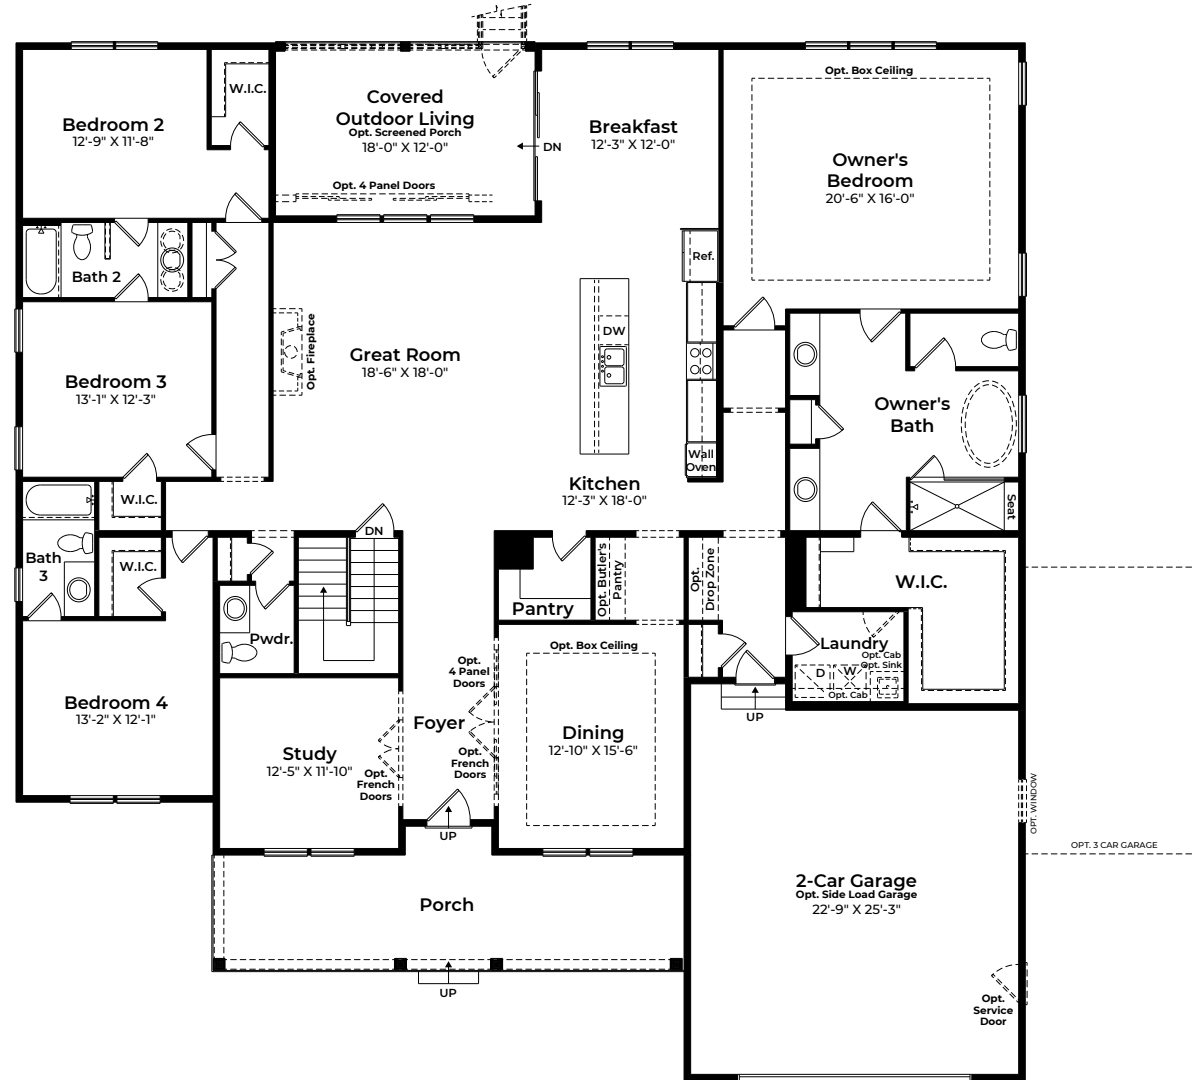 Bedroom 2
12'-9" X 11'-8"
W.I.C.
Covered
Outdoor Living
Opt. Screened Porch
18'-0" X 12'-0"
Opt. 4 Panel Doors
DN
Breakfast
12'-3" X 12'-0"
Opt. Box Ceiling
Owner's
Bedroom
20'-6" X 16'-0"
Bath 2
Ref.
Opt. Fireplace
Great Room
18'-6" X 18'-0"
DW
Bedroom 3
13'-1" X 12'-3"
Owner's
Bath
Wall
Oven
Kitchen
12'-3" X 18'-0"
W.I.C.
Seat
DN
Bath
3
W.I.C.
Pwdr.
Pantry
Opt. Butler's
Pantry
Opt.
Drop Zone
W.I.C.
Laundry
Opt. Cab
Opt. Sink
D
W
Opt. Cab
UP
Opt. Box Ceiling
Opt.
4 Panel
Doors
Bedroom 4
13'-2" X 12'-1"
Foyer
Study
12'-5" X 11'-10"
Opt.
French
Doors
Opt.
French
Doors
Dining
12'-10" X 15'-6"
UP
OPT. WINDOW
OPT. 3 CAR GARAGE
2-Car Garage
Opt. Side Load Garage
22'-9" X 25'-3"
Porch
UP
Opt.
Service
Door